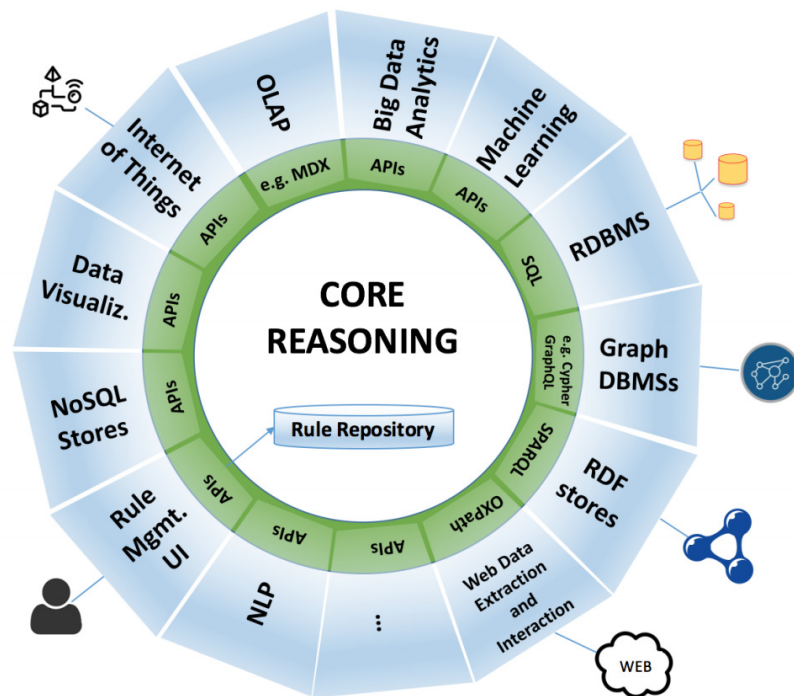 OLAP
Big Data
Analytics
Machine
Learning
Internet
of Things
e.g. MDX
APIs
APIs
APIs
RDBMS
SQL
Data
Visualiz.
APIs
CORE
REASONING
e.g. Cypher
GraphQL
Graph
DBMSs
NoSQL
Stores
APIs
Rule Repository
SPARQL
RDF
stores
Rule
Mgmt.
UI
APIs
APIs
APIs
OXPath
NLP
...
Web Data
Extraction
and
Interaction
WEB